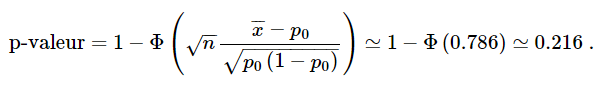 p-valeur = 1 − Φ ( √n (x̅ − p₀) / √(p₀ (1 − p₀)) ) ≃ 1 − Φ (0.786) ≃ 0.216 .